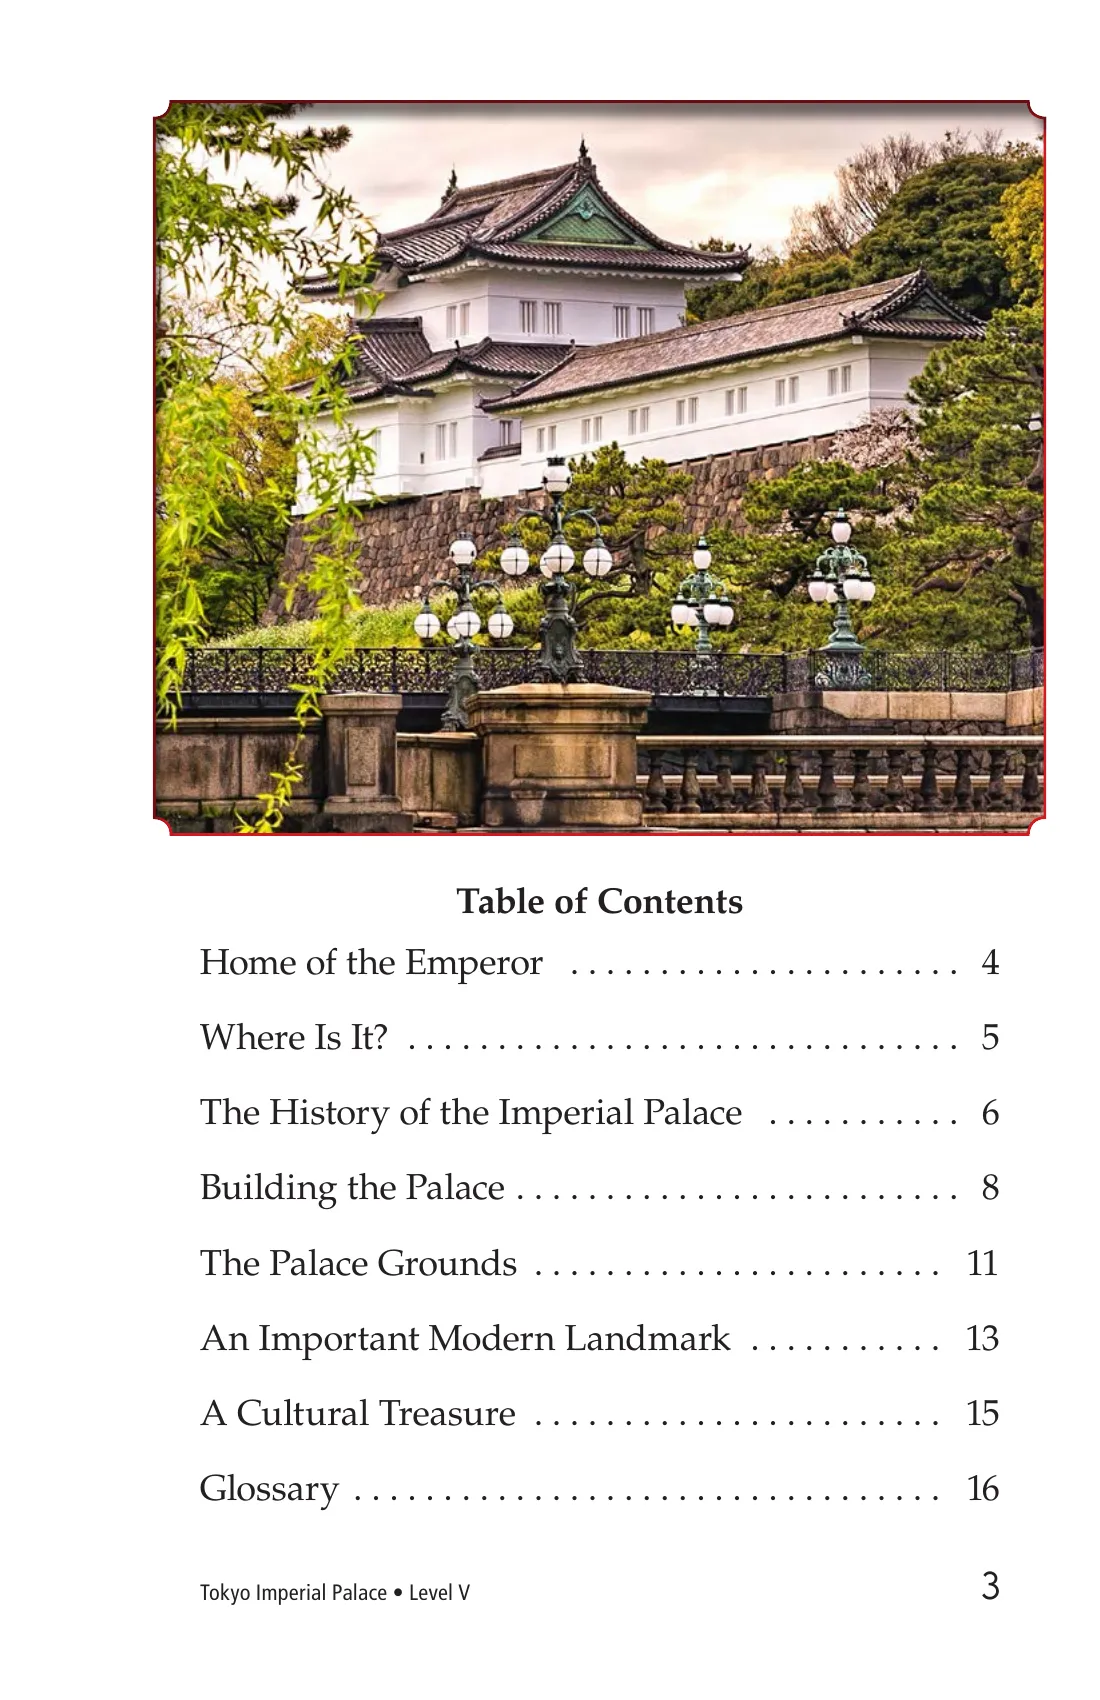 Table of Contents
Home of the Emperor . . . . . . . . . . . . . . . . . . . . . . 4
Where Is It? . . . . . . . . . . . . . . . . . . . . . . . . . . . . . . . 5
The History of the Imperial Palace . . . . . . . . . . . 6
Building the Palace . . . . . . . . . . . . . . . . . . . . . . . . . 8
The Palace Grounds . . . . . . . . . . . . . . . . . . . . . . . 11
An Important Modern Landmark . . . . . . . . . . . 13
A Cultural Treasure . . . . . . . . . . . . . . . . . . . . . . . 15
Glossary . . . . . . . . . . . . . . . . . . . . . . . . . . . . . . . . . 16
Tokyo Imperial Palace • Level V 3